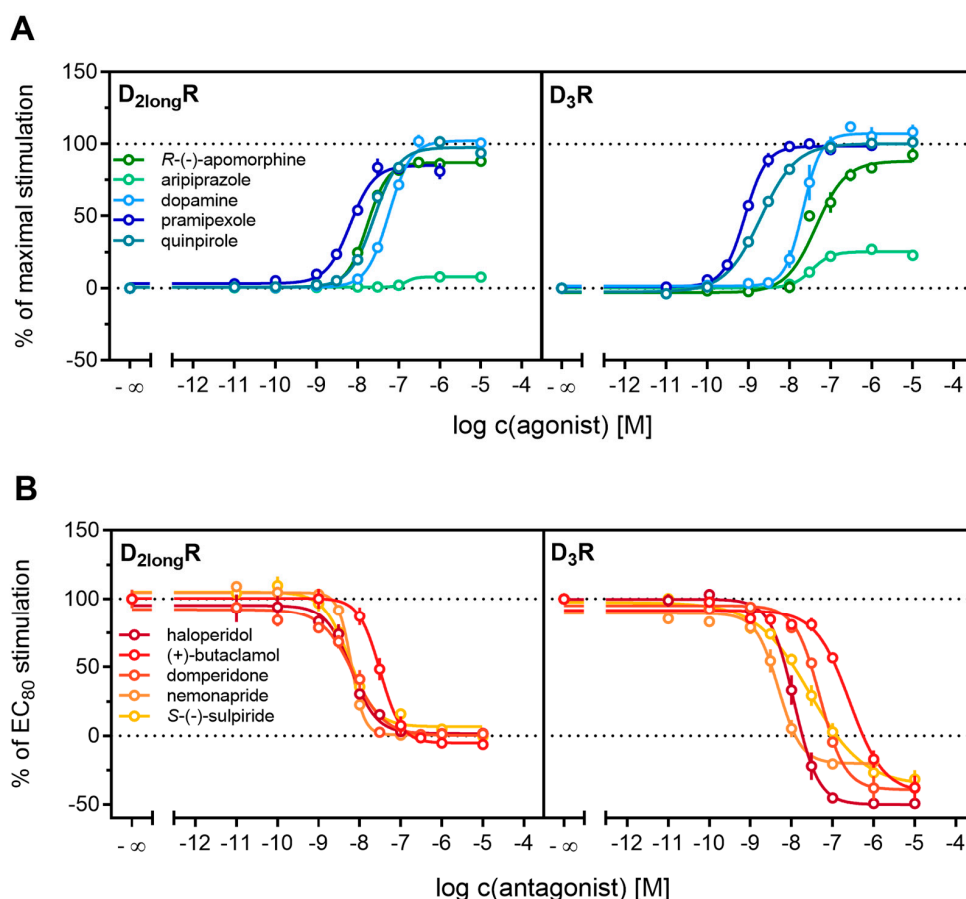 A
% of maximal stimulation
150
100
50
0
-50
D2longR
R-(-)-apomorphine
aripiprazole
dopamine
pramipexole
quinpirole
D3R
- ∞ -12 -11 -10 -9 -8 -7 -6 -5 -4 - ∞ -12 -11 -10 -9 -8 -7 -6 -5 -4
log c(agonist) [M]
B
% of EC80 stimulation
150
100
50
0
-50
D2longR
haloperidol
(+)-butaclamol
domperidone
nemonapride
S-(-)-sulpiride
D3R
- ∞ -12 -11 -10 -9 -8 -7 -6 -5 -4 - ∞ -12 -11 -10 -9 -8 -7 -6 -5 -4
log c(antagonist) [M]